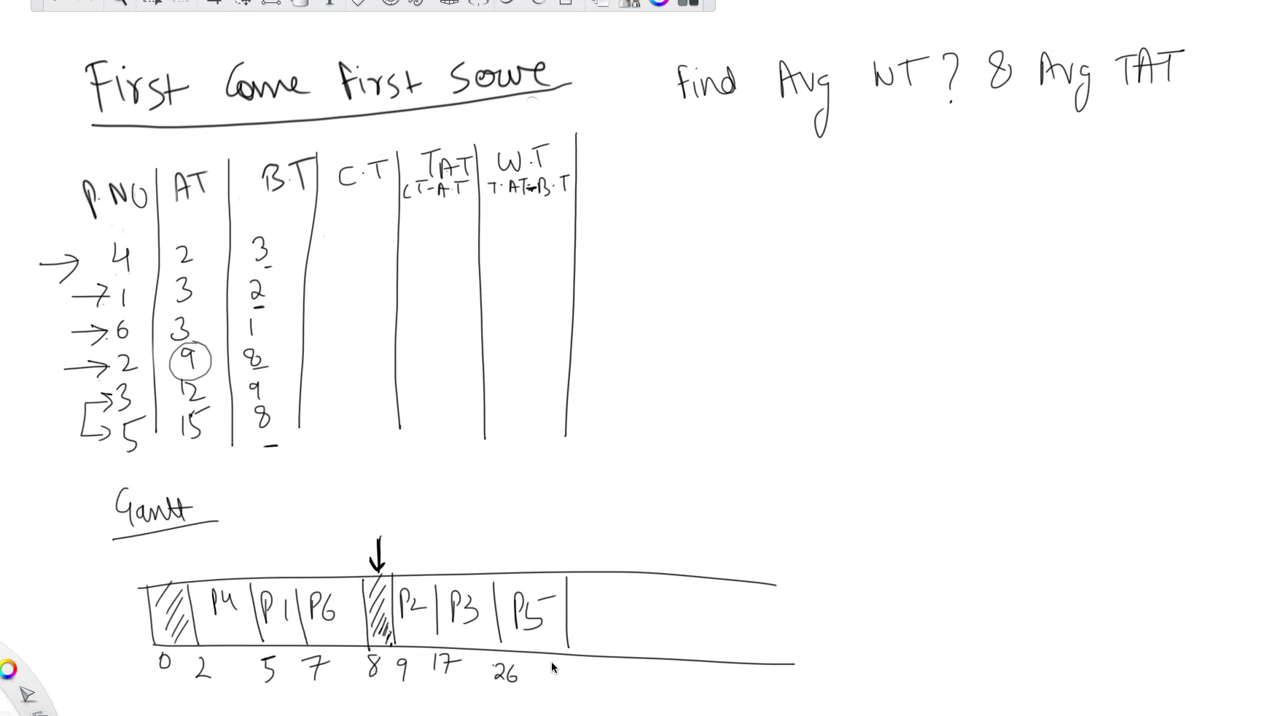 First Come First Sowe
Find Avg WT? & Avg TAT
P.NO AT B.T C.T TAT W.T
CT-A.T T.AT-B.T
4 2 3
1 3 2
6 3 1
2 9 8
3 12 9
5 15 8
Gantt
P4 P1 P6 P2 P3 P5
0 2 5 7 8 9 17 26